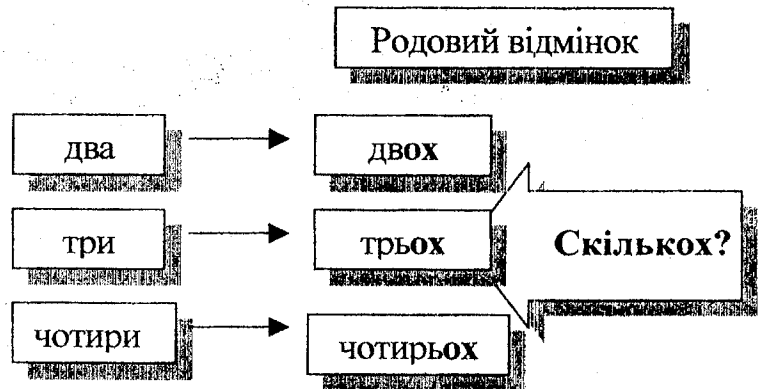 Родовий відмінок
два
двох
три
трьох
Скількох?
чотири
чотирьох